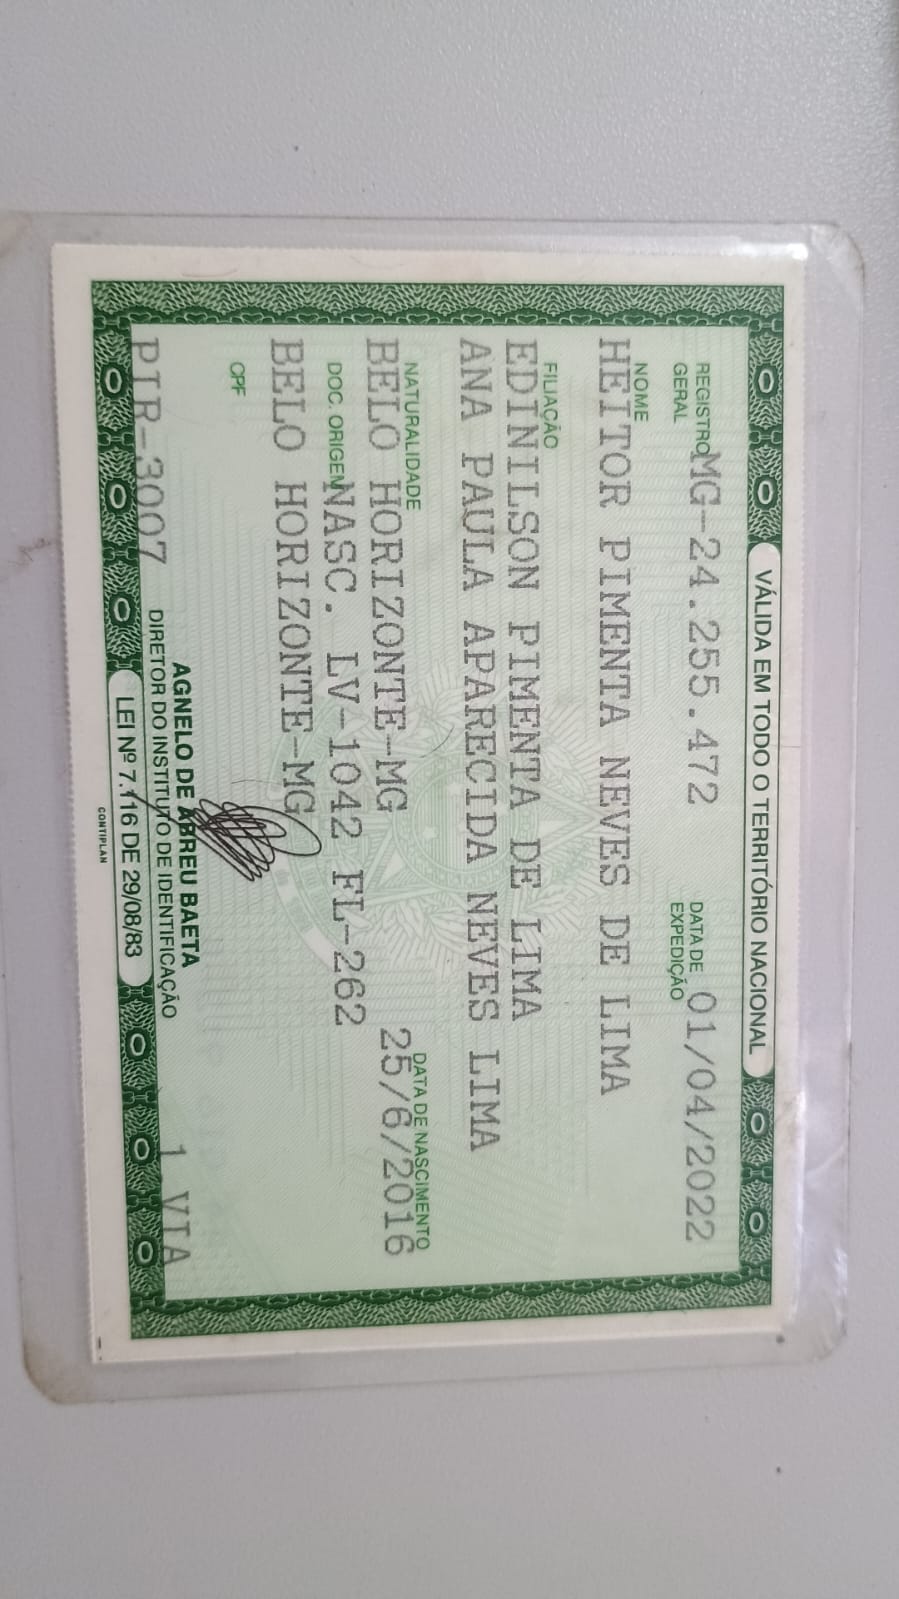 VÁLIDA EM TODO O TERRITÓRIO NACIONAL
REGISTRO GERAL MG-24.255.472 DATA DE EXPEDIÇÃO 01/04/2022
NOME
HEITOR PIMENTA NEVES DE LIMA
FILIAÇÃO
EDINILSON PIMENTA DE LIMA
ANA PAULA APARECIDA NEVES LIMA
NATURALIDADE DATA DE NASCIMENTO
BELO HORIZONTE-MG 25/6/2016
DOC. ORIGEM NASC. LV-1042 FL-262
BELO HORIZONTE-MG
CPF
AGNELO DE ABREU BAETA
DIRETOR DO INSTITUTO DE IDENTIFICAÇÃO
PIR-3007 1 VIA
LEI Nº 7.116 DE 29/08/83
CONTIPLAN